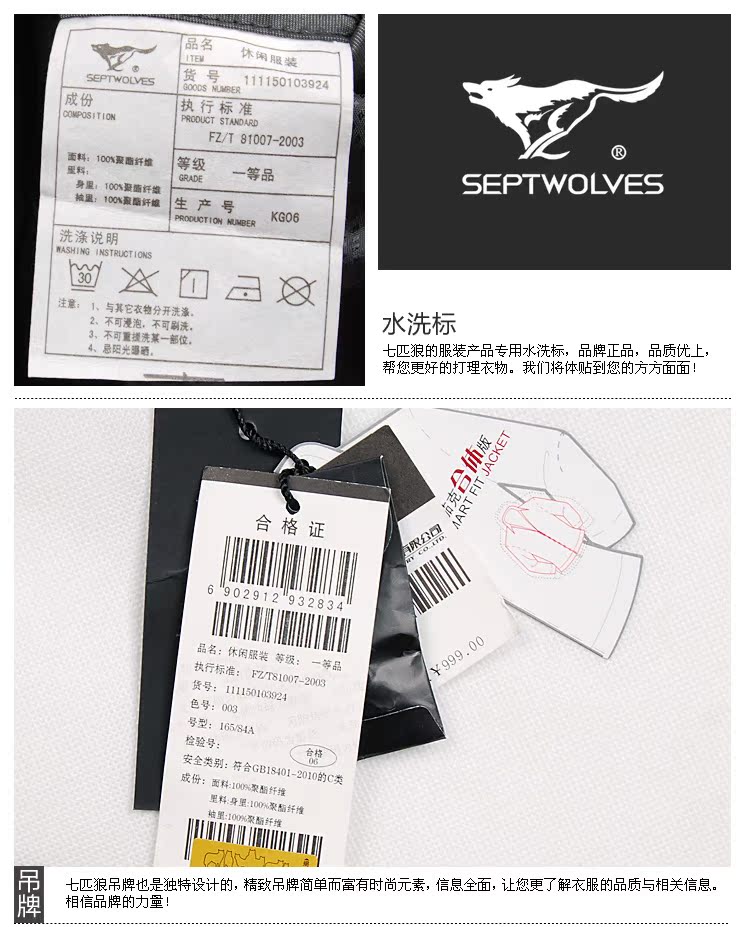 SEPTWOLVES ®
品名 休闲服装
ITEM
货号 111150103924
GOODS NUMBER
成份
COMPOSITION
面料：100%聚酯纤维
里料：
身里：100%聚酯纤维
袖里：100%聚酯纤维
执行标准
PRODUCT STANDARD
FZ/T 81007-2003
等级 一等品
GRADE
生产号 KG06
PRODUCTION NUMBER
洗涤说明
WASHING INSTRUCTIONS
30
注意：1、与其它衣物分开洗涤。
2、不可浸泡，不可刷洗。
3、不可重搓洗某一部位。
4、忌阳光曝晒。
®
SEPTWOLVES
水洗标
七匹狼的服装产品专用水洗标，品牌正品，品质优上，
帮您更好的打理衣物。我们将体贴到您的方方面面！
合体版
JACKET
合格证
6 902912 932834
品名：休闲服装 等级：一等品
执行标准：FZ/T81007-2003
货号：111150103924
色号：003
号型：165/84A
检验号：
合格
06
安全类别：符合GB18401-2010的C类
成份：面料:100%聚酯纤维
里料:身里:100%聚酯纤维
袖里:100%聚酯纤维
¥999.00
吊牌
七匹狼吊牌也是独特设计的，精致吊牌简单而富有时尚元素，信息全面，让您更了解衣服的品质与相关信息。
相信品牌的力量！